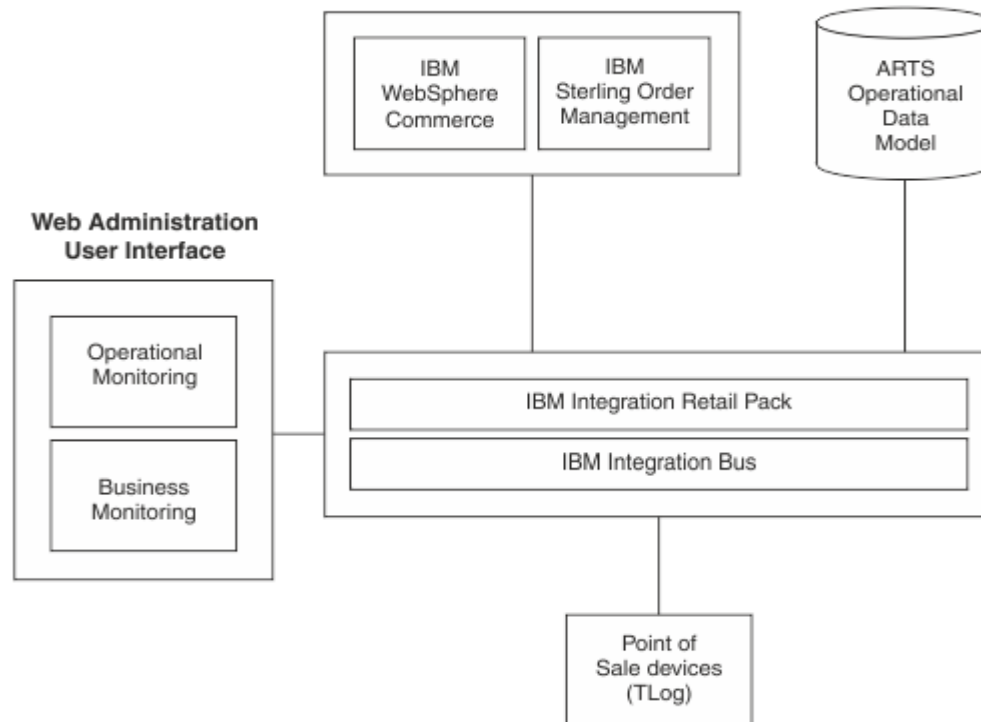 IBM
WebSphere
Commerce
IBM
Sterling Order
Management
ARTS
Operational
Data
Model
Web Administration
User Interface
Operational
Monitoring
Business
Monitoring
IBM Integration Retail Pack
IBM Integration Bus
Point of
Sale devices
(TLog)